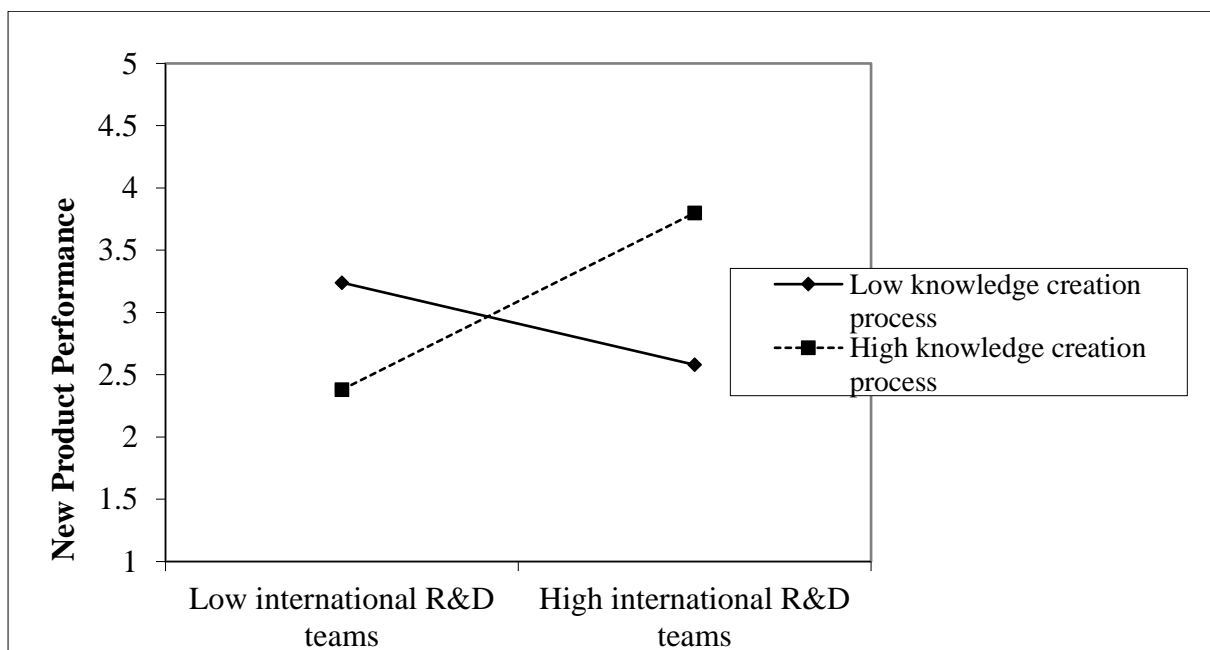 5
4.5
4
3.5
3
2.5
2
1.5
1
New Product Performance
Low international R&D
teams
High international R&D
teams
Low knowledge creation
process
High knowledge creation
process